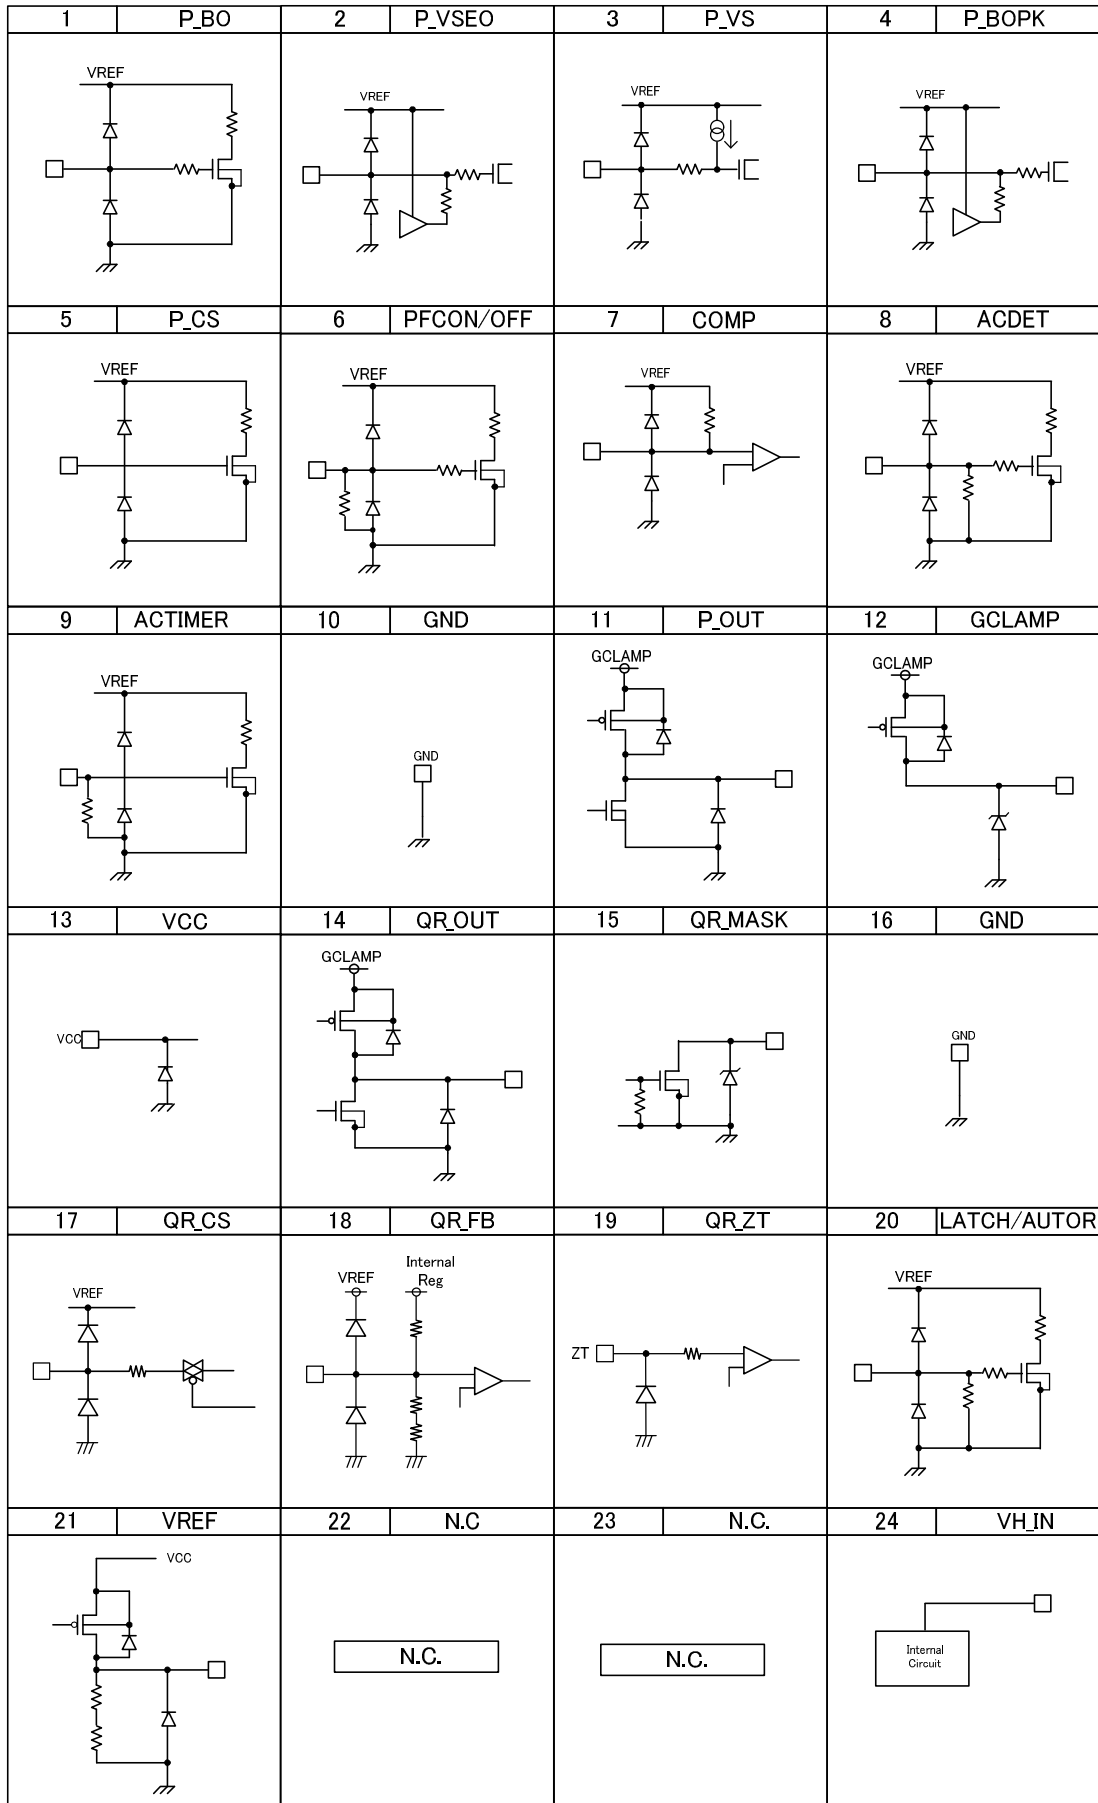 1 P_BO 2 P_VSEO 3 P_VS 4 P_BOPK
VREF
VREF
VREF
VREF
5 P_CS 6 PFCON/OFF 7 COMP 8 ACDET
VREF
VREF
VREF
VREF
9 ACTIMER 10 GND 11 P_OUT 12 GCLAMP
VREF
GND
GCLAMP
GCLAMP
13 VCC 14 QR_OUT 15 QR_MASK 16 GND
VCC
GCLAMP
GND
17 QR_CS 18 QR_FB 19 QR_ZT 20 LATCH/AUTOR
VREF
VREF
Internal
Reg
ZT
VREF
21 VREF 22 N.C 23 N.C. 24 VH_IN
VCC
N.C.
N.C.
Internal
Circuit